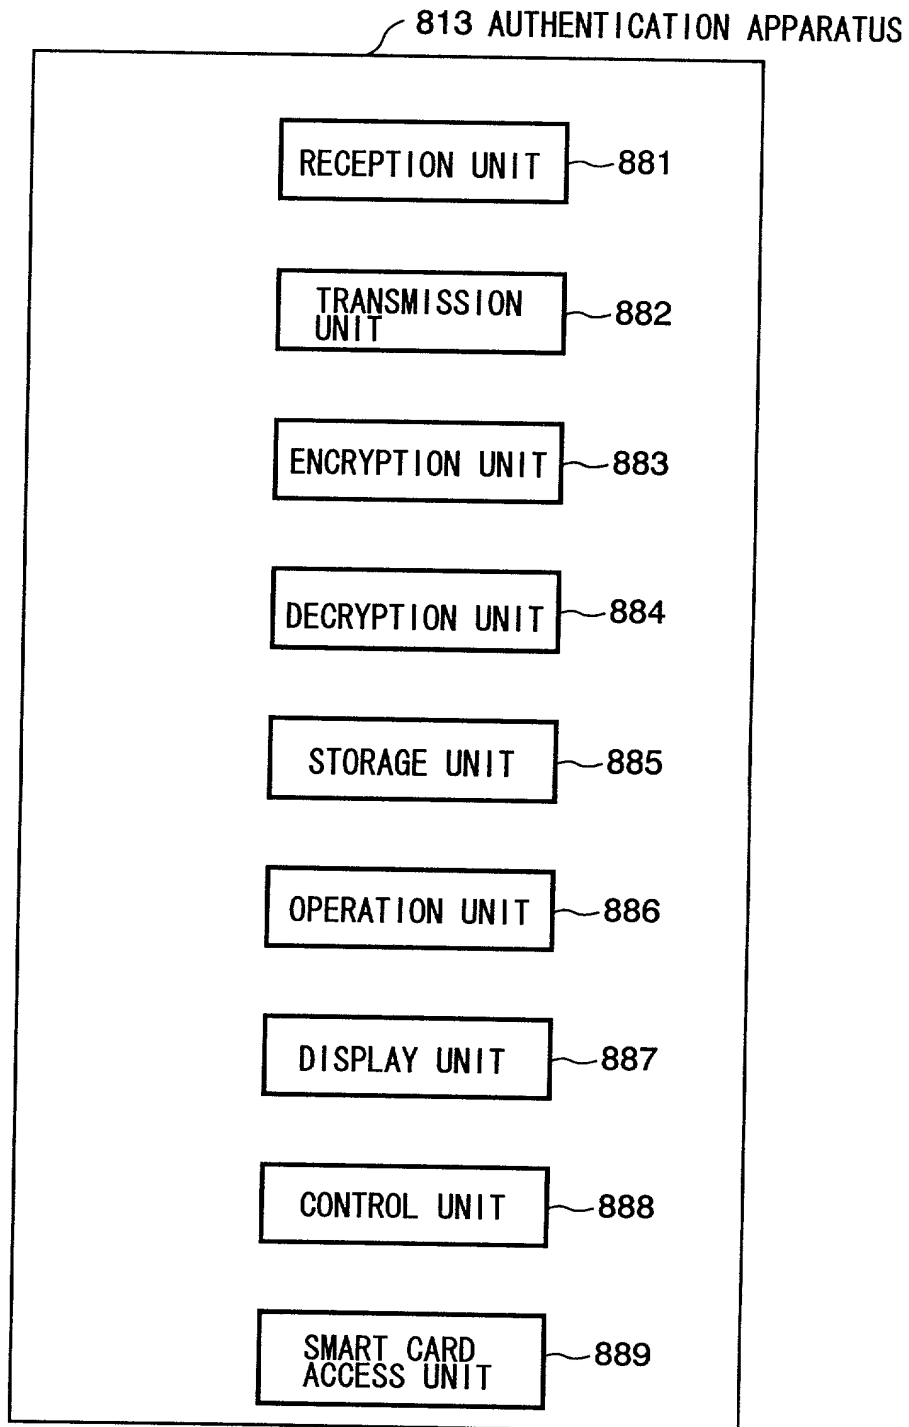 813 AUTHENTICATION APPARATUS
RECEPTION UNIT
881
TRANSMISSION
UNIT
882
ENCRYPTION UNIT
883
DECRYPTION UNIT
884
STORAGE UNIT
885
OPERATION UNIT
886
DISPLAY UNIT
887
CONTROL UNIT
888
SMART CARD
ACCESS UNIT
889